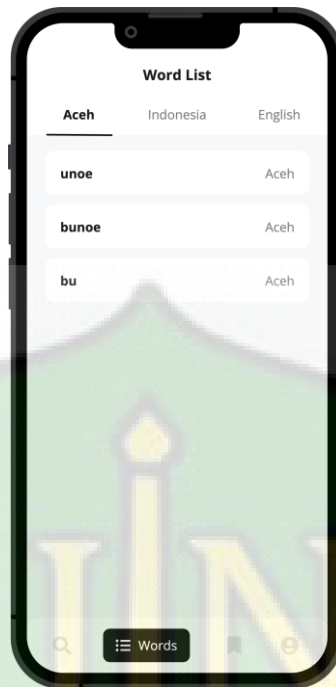 Word List
Aceh Indonesia English
unoe Aceh
bunoe Aceh
bu Aceh
Words